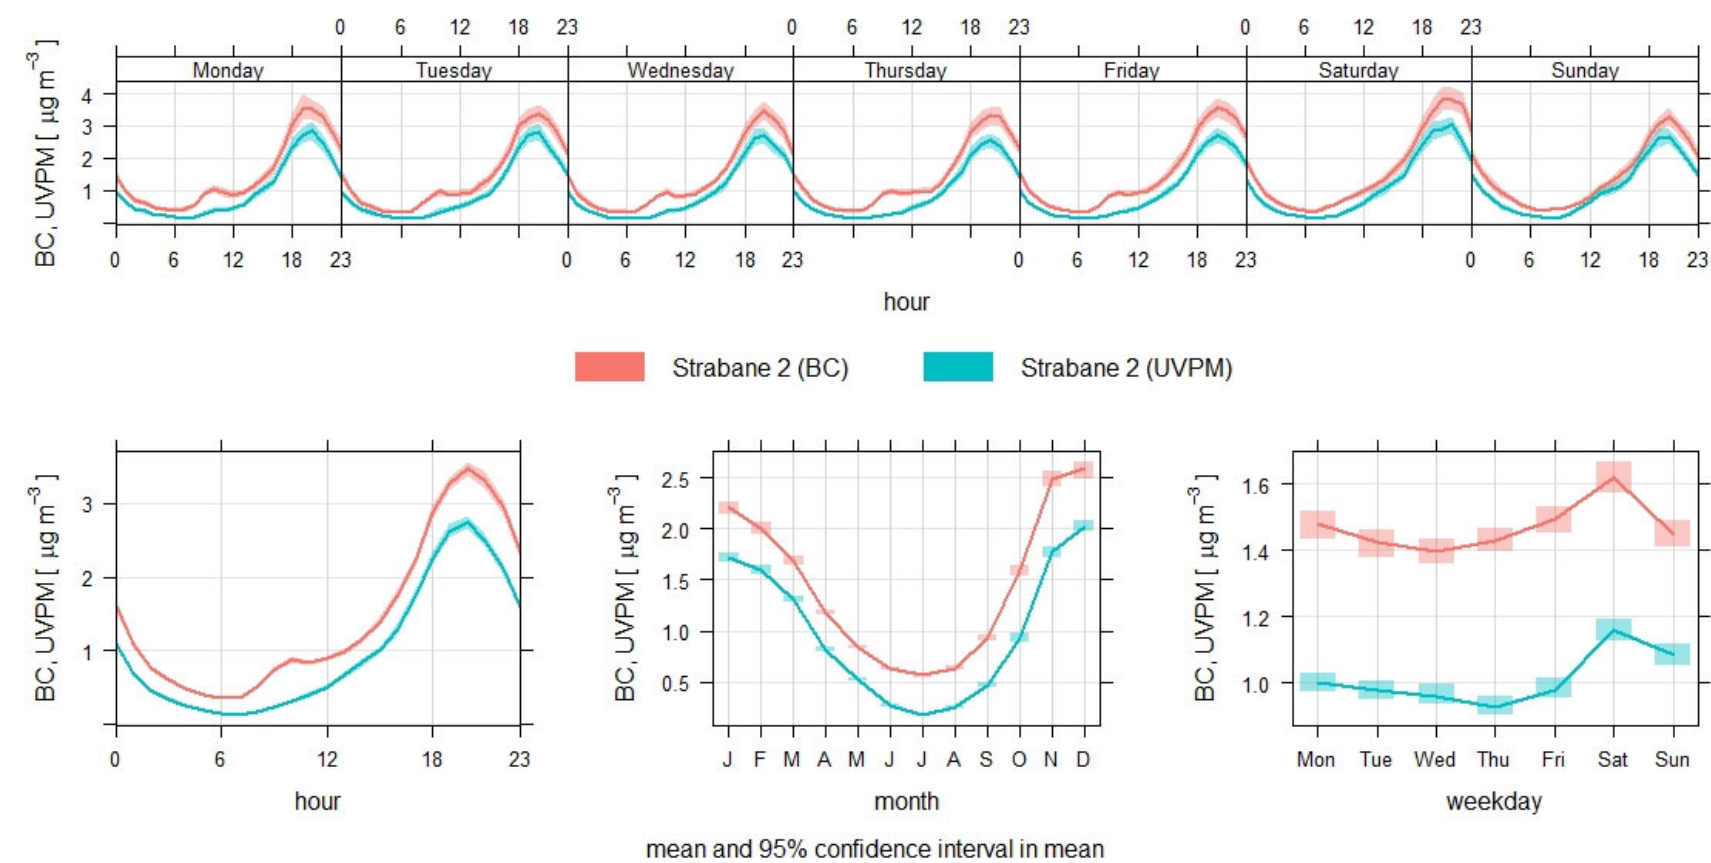 0 6 12 18 23 0 6 12 18 23 0 6 12 18 23
Monday Tuesday Wednesday Thursday Friday Saturday Sunday
BC, UVPM [ µg m⁻³ ]
4
3
2
1
0 6 12 18 23 0 6 12 18 23 0 6 12 18 23 0 6 12 18 23
hour
Strabane 2 (BC) Strabane 2 (UVPM)
BC, UVPM [ µg m⁻³ ]
3
2
1
0 6 12 18 23
hour
BC, UVPM [ µg m⁻³ ]
2.5
2.0
1.5
1.0
0.5
J F M A M J J A S O N D
month
BC, UVPM [ µg m⁻³ ]
1.6
1.4
1.2
1.0
Mon Tue Wed Thu Fri Sat Sun
weekday
mean and 95% confidence interval in mean